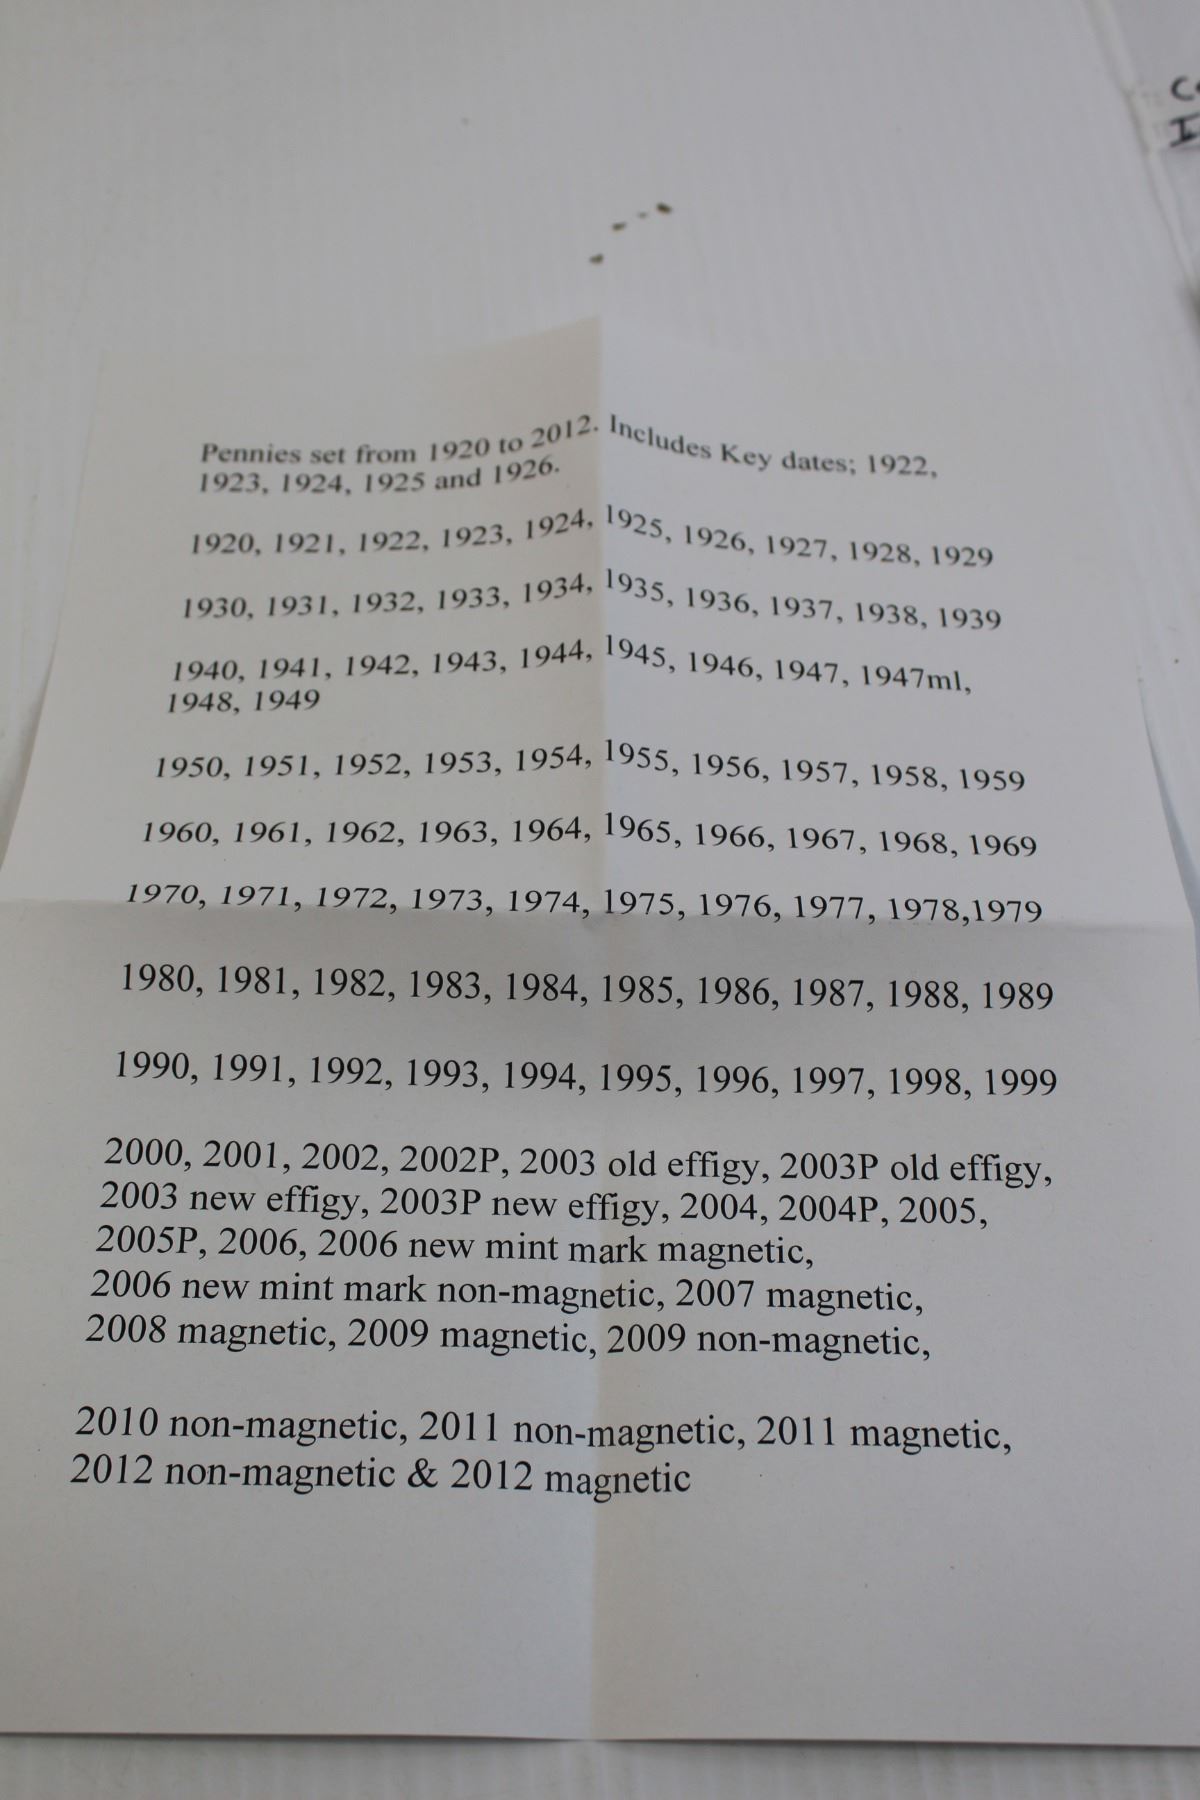 Pennies set from 1920 to 2012. Includes Key dates; 1922,
1923, 1924, 1925 and 1926.
1920, 1921, 1922, 1923, 1924, 1925, 1926, 1927, 1928, 1929
1930, 1931, 1932, 1933, 1934, 1935, 1936, 1937, 1938, 1939
1940, 1941, 1942, 1943, 1944, 1945, 1946, 1947, 1947ml,
1948, 1949
1950, 1951, 1952, 1953, 1954, 1955, 1956, 1957, 1958, 1959
1960, 1961, 1962, 1963, 1964, 1965, 1966, 1967, 1968, 1969
1970, 1971, 1972, 1973, 1974, 1975, 1976, 1977, 1978,1979
1980, 1981, 1982, 1983, 1984, 1985, 1986, 1987, 1988, 1989
1990, 1991, 1992, 1993, 1994, 1995, 1996, 1997, 1998, 1999
2000, 2001, 2002, 2002P, 2003 old effigy, 2003P old effigy,
2003 new effigy, 2003P new effigy, 2004, 2004P, 2005,
2005P, 2006, 2006 new mint mark magnetic,
2006 new mint mark non-magnetic, 2007 magnetic,
2008 magnetic, 2009 magnetic, 2009 non-magnetic,
2010 non-magnetic, 2011 non-magnetic, 2011 magnetic,
2012 non-magnetic & 2012 magnetic